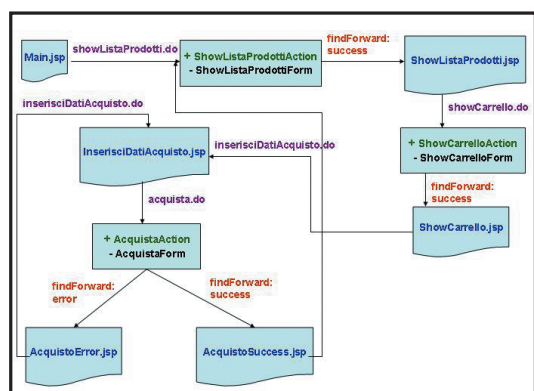 Main.jsp
showListaProdotti.do
+ ShowListaProdottiAction
- ShowListaProdottiForm
findForward:
success
ShowListaProdotti.jsp
showCarrello.do
+ ShowCarrelloAction
- ShowCarrelloForm
findForward:
success
ShowCarrello.jsp
inserisciDatiAcquisto.do
inserisciDatiAcquisto.do
InserisciDatiAcquisto.jsp
acquista.do
+ AcquistaAction
- AcquistaForm
findForward:
error
findForward:
success
AcquistoError.jsp
AcquistoSuccess.jsp